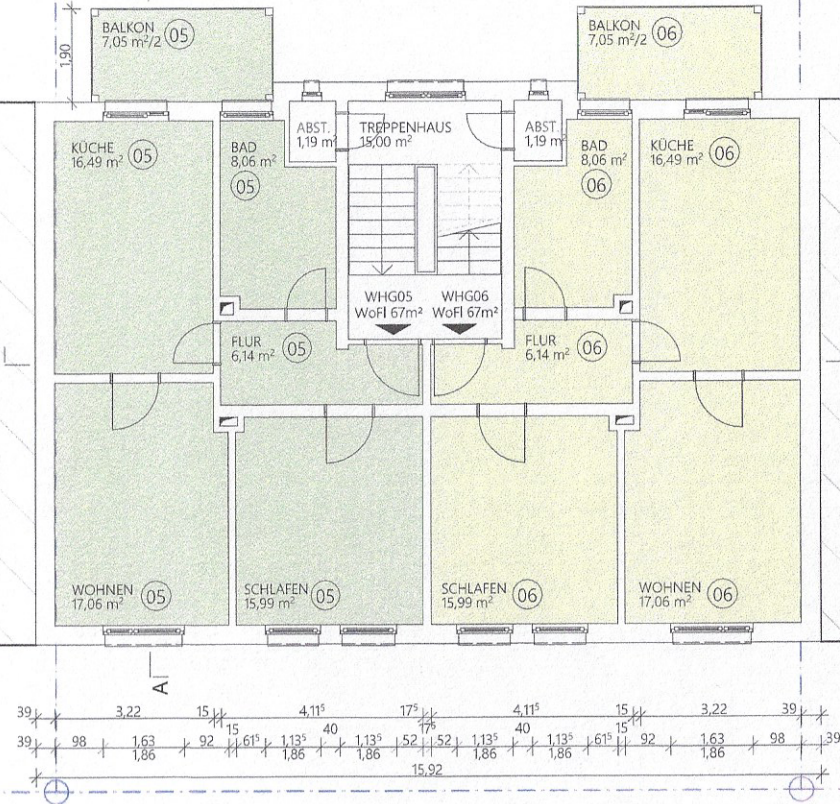 BALKON
7,05 m²/2
05
BALKON
7,05 m²/2
06
1,90
KÜCHE
16,49 m²
05
BAD
8,06 m²
05
ABST.
1,19 m²
TREPPENHAUS
15,00 m²
ABST.
1,19 m²
BAD
8,06 m²
06
KÜCHE
16,49 m²
06
WHG05
WoFl 67m²
WHG06
WoFl 67m²
FLUR
6,14 m²
05
FLUR
6,14 m²
06
WOHNEN
17,06 m²
05
SCHLAFEN
15,99 m²
05
SCHLAFEN
15,99 m²
06
WOHNEN
17,06 m²
06
A
39 3,22 15 4,11⁵ 17⁵ 4,11⁵ 15 3,22 39
15 40 17⁵ 40 15
39 98 1,63 92 61⁵ 1,13⁵ 1,13⁵ 52 52 1,13⁵ 1,13⁵ 61⁵ 92 1,63 98 39
1,86 1,86 1,86 1,86 1,86 1,86
15,92